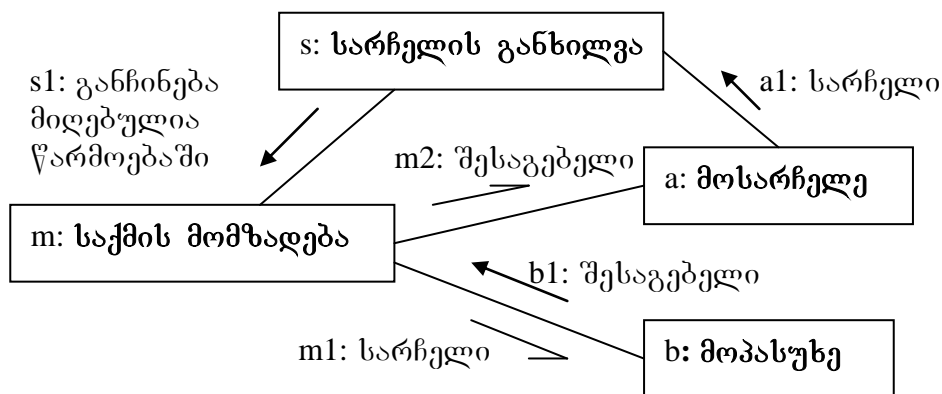 s: სარჩელის განხილვა
s1: განჩინება
მიღებულია
წარმოებაში
a1: სარჩელი
m2: შესაგებელი
a: მოსარჩელე
m: საქმის მომზადება
b1: შესაგებელი
m1: სარჩელი
b: მოპასუხე